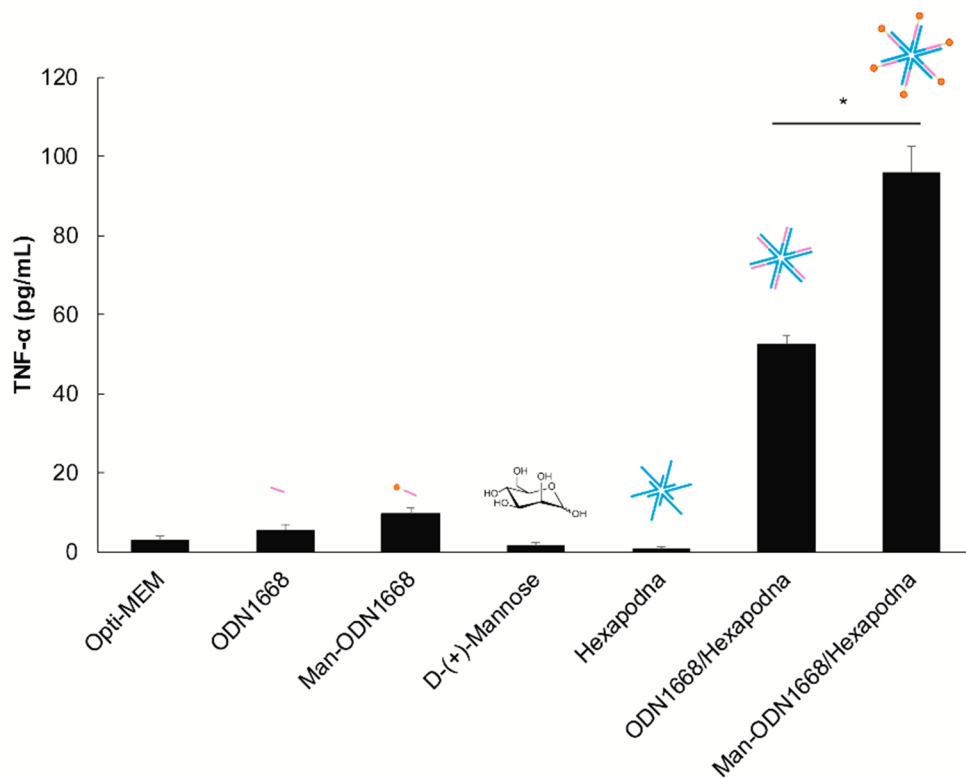 TNF-α (pg/mL)
120
100
80
60
40
20
0
*
OH
OH
HO
HO
O
OH
Opti-MEM
ODN1668
Man-ODN1668
D-(+)-Mannose
Hexapodna
ODN1668/Hexapodna
Man-ODN1668/Hexapodna